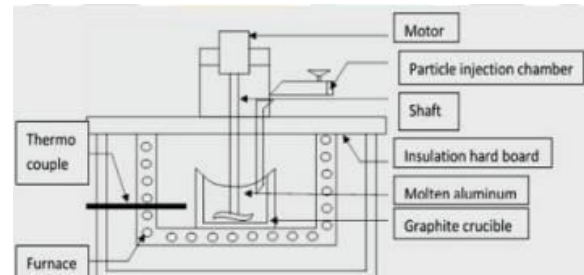 Motor
Particle injection chamber
Shaft
Thermo
couple
Insulation hard board
Molten aluminum
Graphite crucible
Furnace